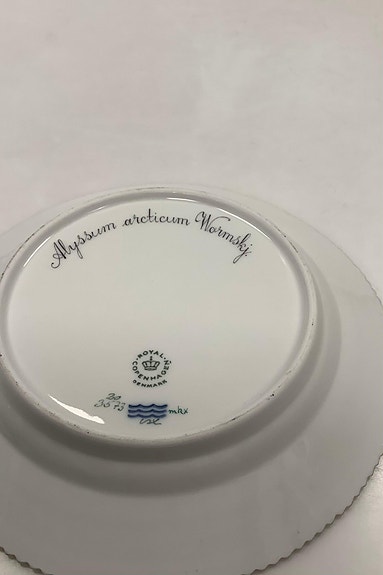 Alyssum arcticum Wormskj.
ROYAL
COPENHAGEN
DENMARK
20
3573
mkx